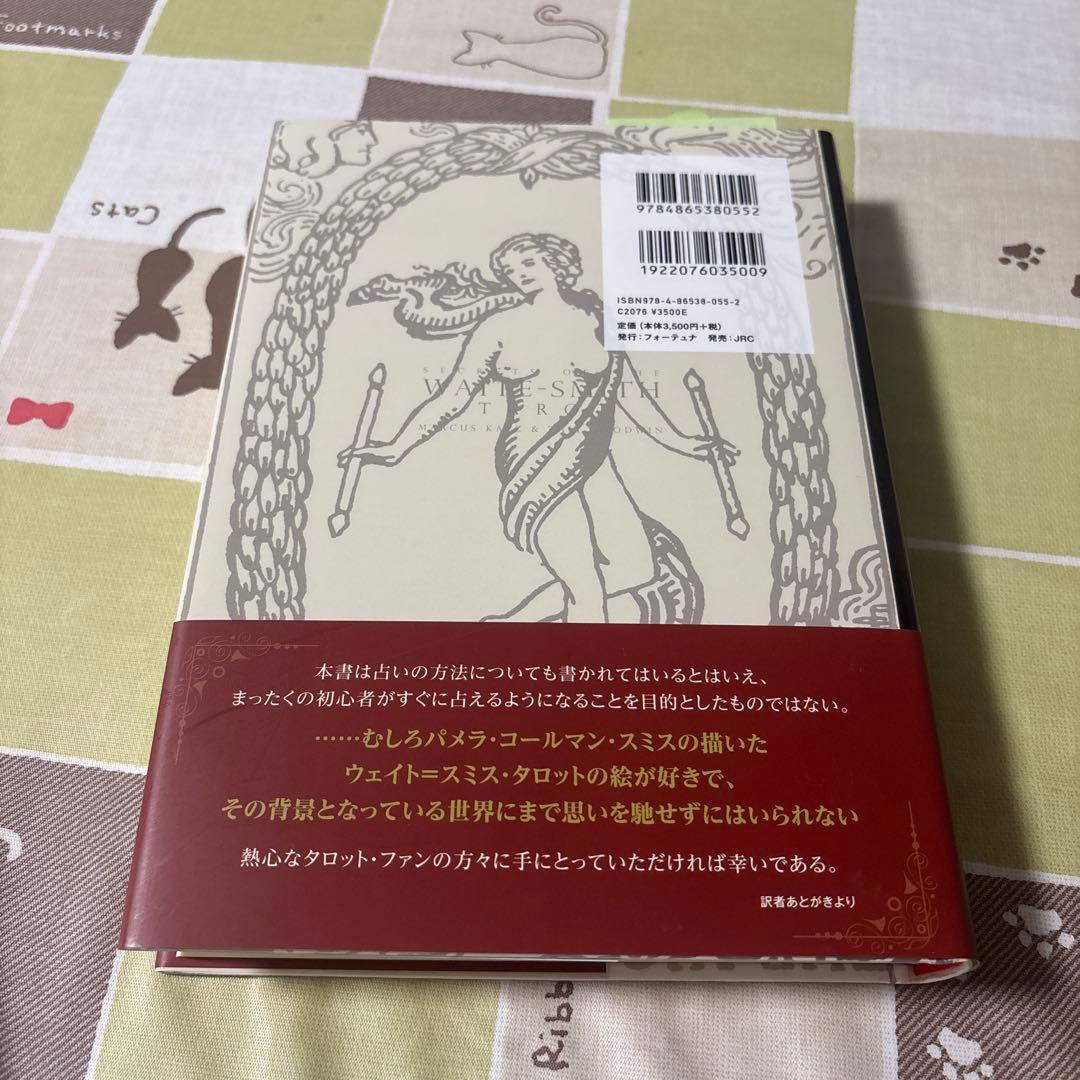 Footmarks
Cats
9784865380552
1922076035009
ISBN978-4-86538-055-2
C2076 ¥3500E
定価(本体3,500円+税)
発行:フォーテュナ 発売:JRC
WAITE-SMITH
MARCUS KATZ &
本書は占いの方法についても書かれてはいるとはいえ、
まったくの初心者がすぐに占えるようになることを目的としたものではない。
……むしろパメラ・コールマン・スミスの描いた
ウェイト=スミス・タロットの絵が好きで、
その背景となっている世界にまで思いを馳せずにはいられない
熱心なタロット・ファンの方々に手にとっていただければ幸いである。
訳者あとがきより